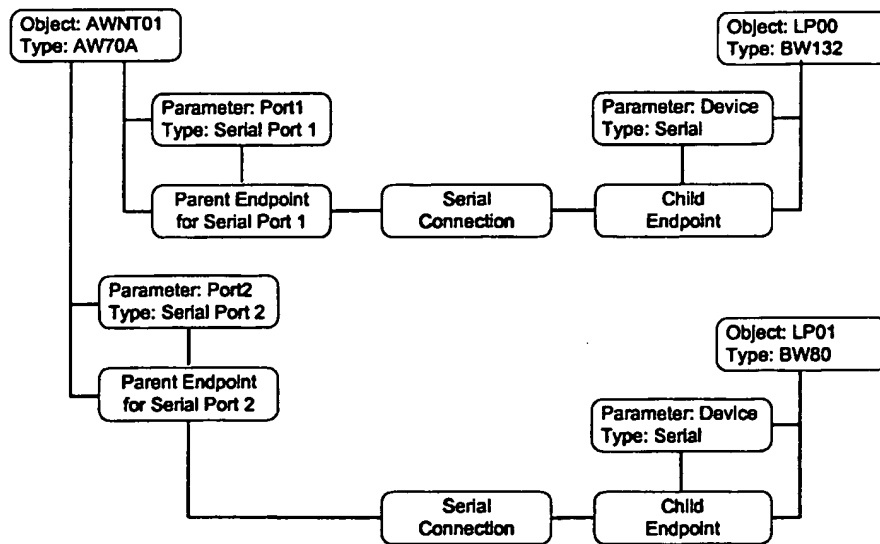 Object: AWNT01
Type: AW70A
Object: LP00
Type: BW132
Parameter: Port1
Type: Serial Port 1
Parameter: Device
Type: Serial
Parent Endpoint
for Serial Port 1
Serial
Connection
Child
Endpoint
Parameter: Port2
Type: Serial Port 2
Object: LP01
Type: BW80
Parent Endpoint
for Serial Port 2
Parameter: Device
Type: Serial
Serial
Connection
Child
Endpoint